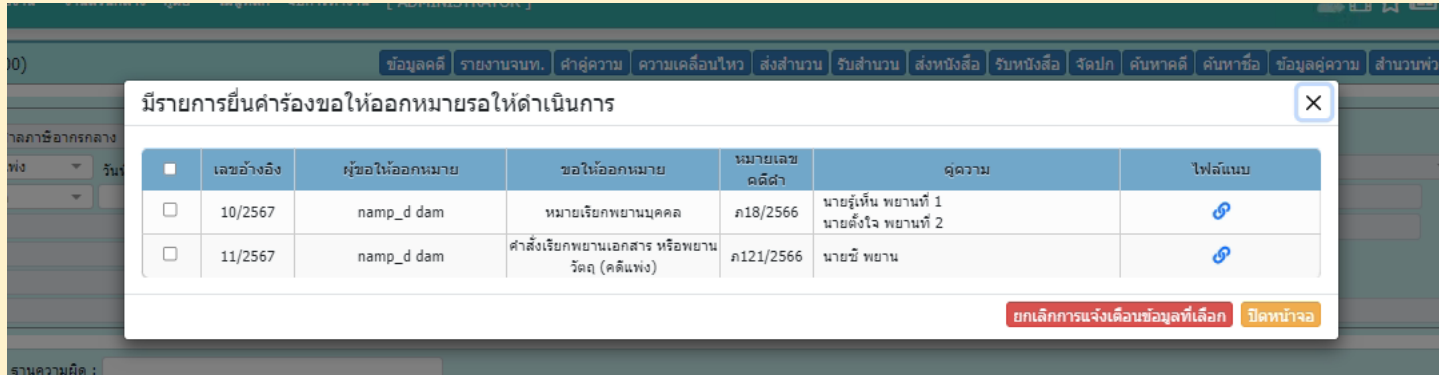 [ ADMINISTRATOR ]
ข้อมูลคดี รายงานจนท. คำคู่ความ ความเคลื่อนไหว ส่งสำนวน รับสำนวน ส่งหนังสือ รับหนังสือ จัดปก ค้นหาคดี ค้นหาชื่อ ข้อมูลคู่ความ
มีรายการยื่นคำร้องขอให้ออกหมายรอให้ดำเนินการ
เลขอ้างอิง ผู้ขอให้ออกหมาย ขอให้ออกหมาย หมายเลขคดีดำ คู่ความ ไฟล์แนบ
10/2567 namp_d dam หมายเรียกพยานบุคคล ภ18/2566 นายรู้เห็น พยานที่ 1
นายตั้งใจ พยานที่ 2
11/2567 namp_d dam คำสั่งเรียกพยานเอกสาร หรือพยาน
วัตถุ (คดีแพ่ง) ภ121/2566 นายชี พยาน
ยกเลิกการแจ้งเตือนข้อมูลที่เลือก ปิดหน้าจอ
ฐานความผิด :